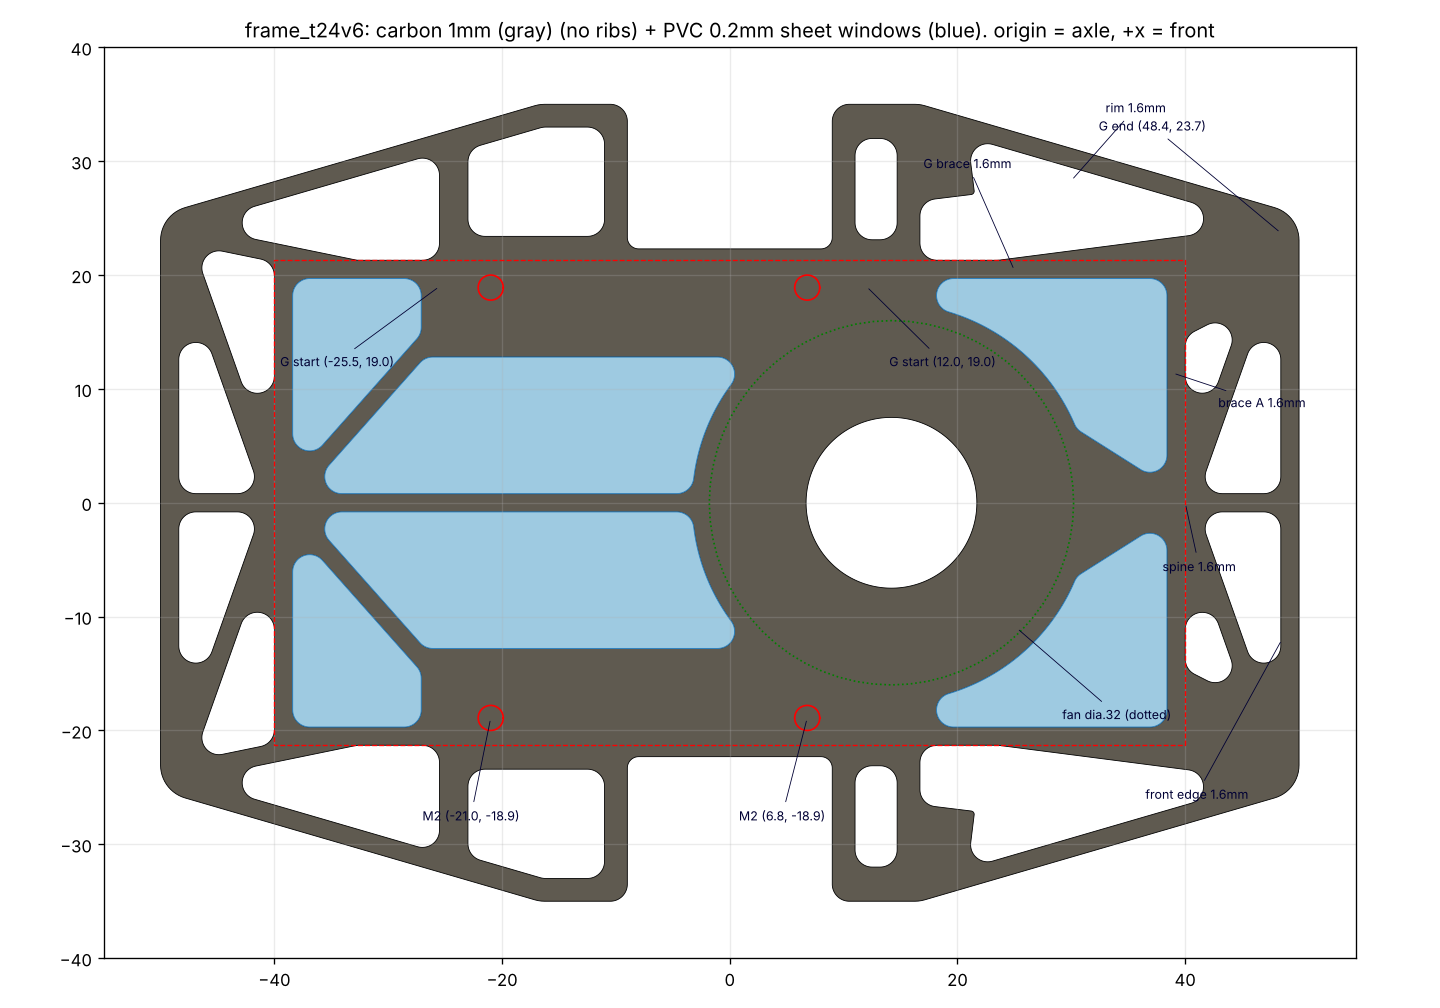 frame_t24v6: carbon 1mm (gray) (no ribs) + PVC 0.2mm sheet windows (blue). origin = axle, +x = front
40
30
20
10
0
−10
−20
−30
−40
rim 1.6mm
G end (48.4, 23.7)
G brace 1.6mm
G start (-25.5, 19.0)
G start (12.0, 19.0)
brace A 1.6mm
spine 1.6mm
fan dia.32 (dotted)
front edge 1.6mm
M2 (-21.0, -18.9)
M2 (6.8, -18.9)
−40
−20
0
20
40